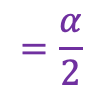 = α/2